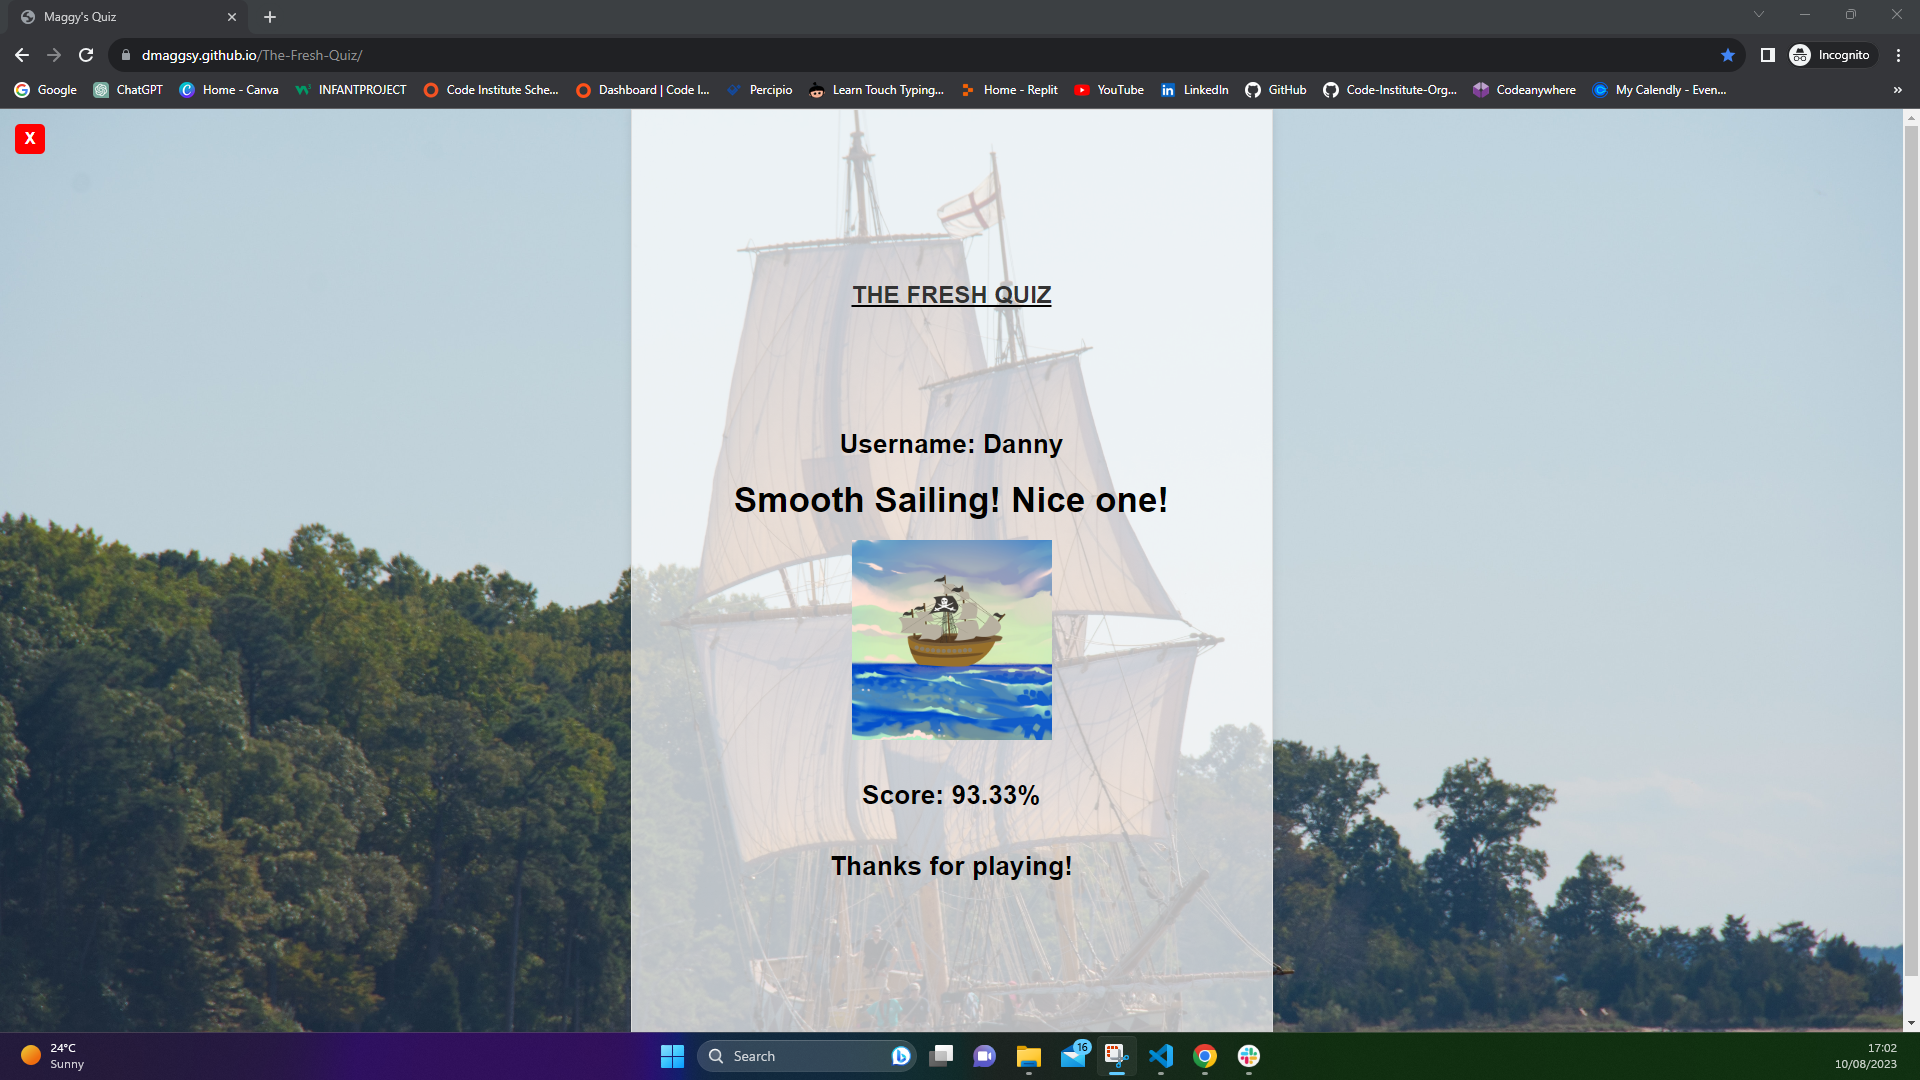 Maggy's Quiz
dmaggsy.github.io/The-Fresh-Quiz/
Incognito
Google
ChatGPT
Home - Canva
INFANTPROJECT
Code Institute Sche...
Dashboard | Code I...
Percipio
Learn Touch Typing...
Home - Replit
YouTube
LinkedIn
GitHub
Code-Institute-Org...
Codeanywhere
My Calendly - Even...
X
THE FRESH QUIZ
Username: Danny
Smooth Sailing! Nice one!
Score: 93.33%
Thanks for playing!
24°C
Sunny
Search
16
17:02
10/08/2023